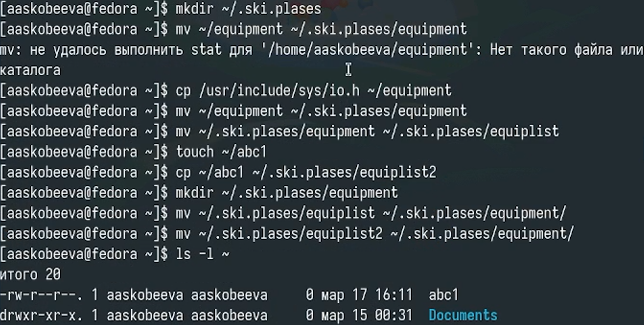 [aaskobeeva@fedora ~]$ mkdir ~/.ski.plases
[aaskobeeva@fedora ~]$ mv ~/equipment ~/.ski.plases/equipment
mv: не удалось выполнить stat для '/home/aaskobeeva/equipment': Нет такого файла или
каталога
[aaskobeeva@fedora ~]$ cp /usr/include/sys/io.h ~/equipment
[aaskobeeva@fedora ~]$ mv ~/equipment ~/.ski.plases/equipment
[aaskobeeva@fedora ~]$ mv ~/.ski.plases/equipment ~/.ski.plases/equiplist
[aaskobeeva@fedora ~]$ touch ~/abc1
[aaskobeeva@fedora ~]$ cp ~/abc1 ~/.ski.plases/equiplist2
[aaskobeeva@fedora ~]$ mkdir ~/.ski.plases/equipment
[aaskobeeva@fedora ~]$ mv ~/.ski.plases/equiplist ~/.ski.plases/equipment/
[aaskobeeva@fedora ~]$ mv ~/.ski.plases/equiplist2 ~/.ski.plases/equipment/
[aaskobeeva@fedora ~]$ ls -l ~
итого 20
-rw-r--r--. 1 aaskobeeva aaskobeeva 0 мар 17 16:11 abc1
drwxr-xr-x. 1 aaskobeeva aaskobeeva 0 мар 15 00:31 Documents